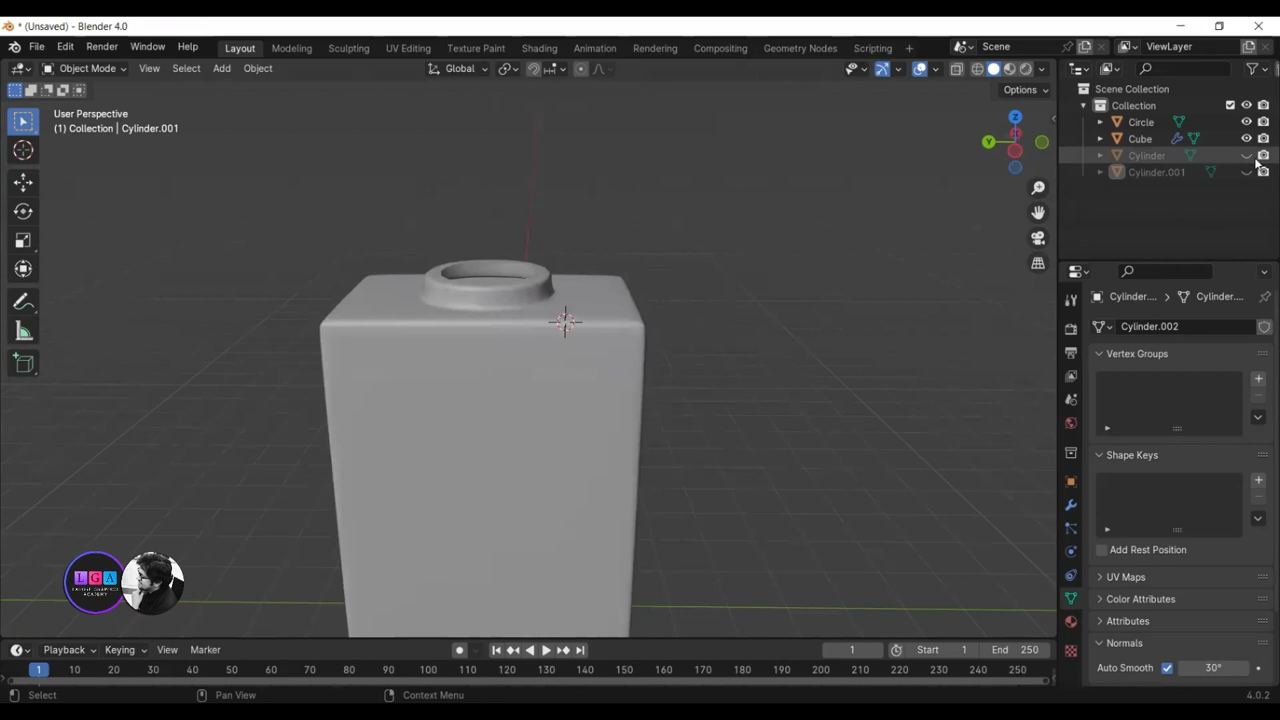 * (Unsaved) - Blender 4.0
File Edit Render Window Help Layout Modeling Sculpting UV Editing Texture Paint Shading Animation Rendering Compositing Geometry Nodes Scripting + Scene ViewLayer
Object Mode View Select Add Object Global
Options
User Perspective
(1) Collection | Cylinder.001
Z
Y
Scene Collection
Collection
Circle
Cube
Cylinder
Cylinder.001
Cylinder.... Cylinder....
Cylinder.002
Vertex Groups
Shape Keys
Add Rest Position
UV Maps
Color Attributes
Attributes
Normals
Auto Smooth 30°
LGA
Playback Keying View Marker 1 Start 1 End 250
1 10 20 30 40 50 60 70 80 90 100 110 120 130 140 150 160 170 180 190 200 210 220 230 240 250
Select Pan View Context Menu 4.0.2